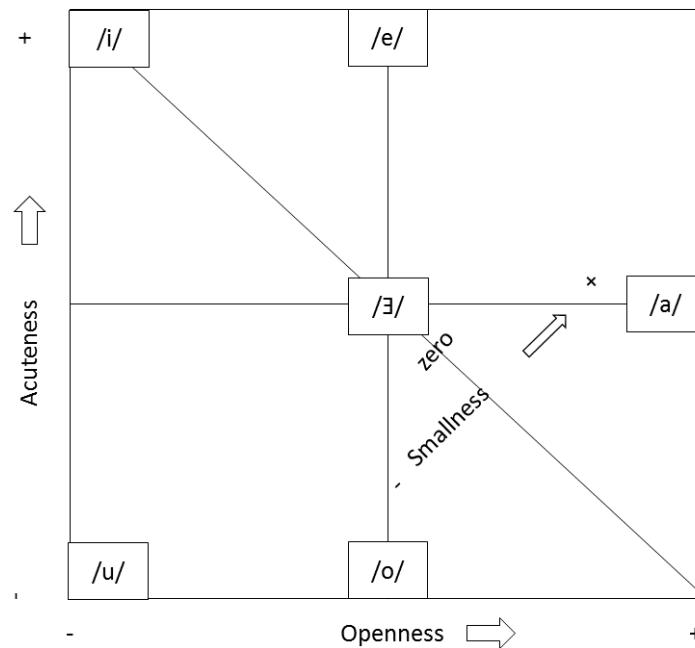 + /i/ /e/
Acuteness
/Ǝ/ × /a/
zero
- Smallness
/u/ /o/
-
- Openness +